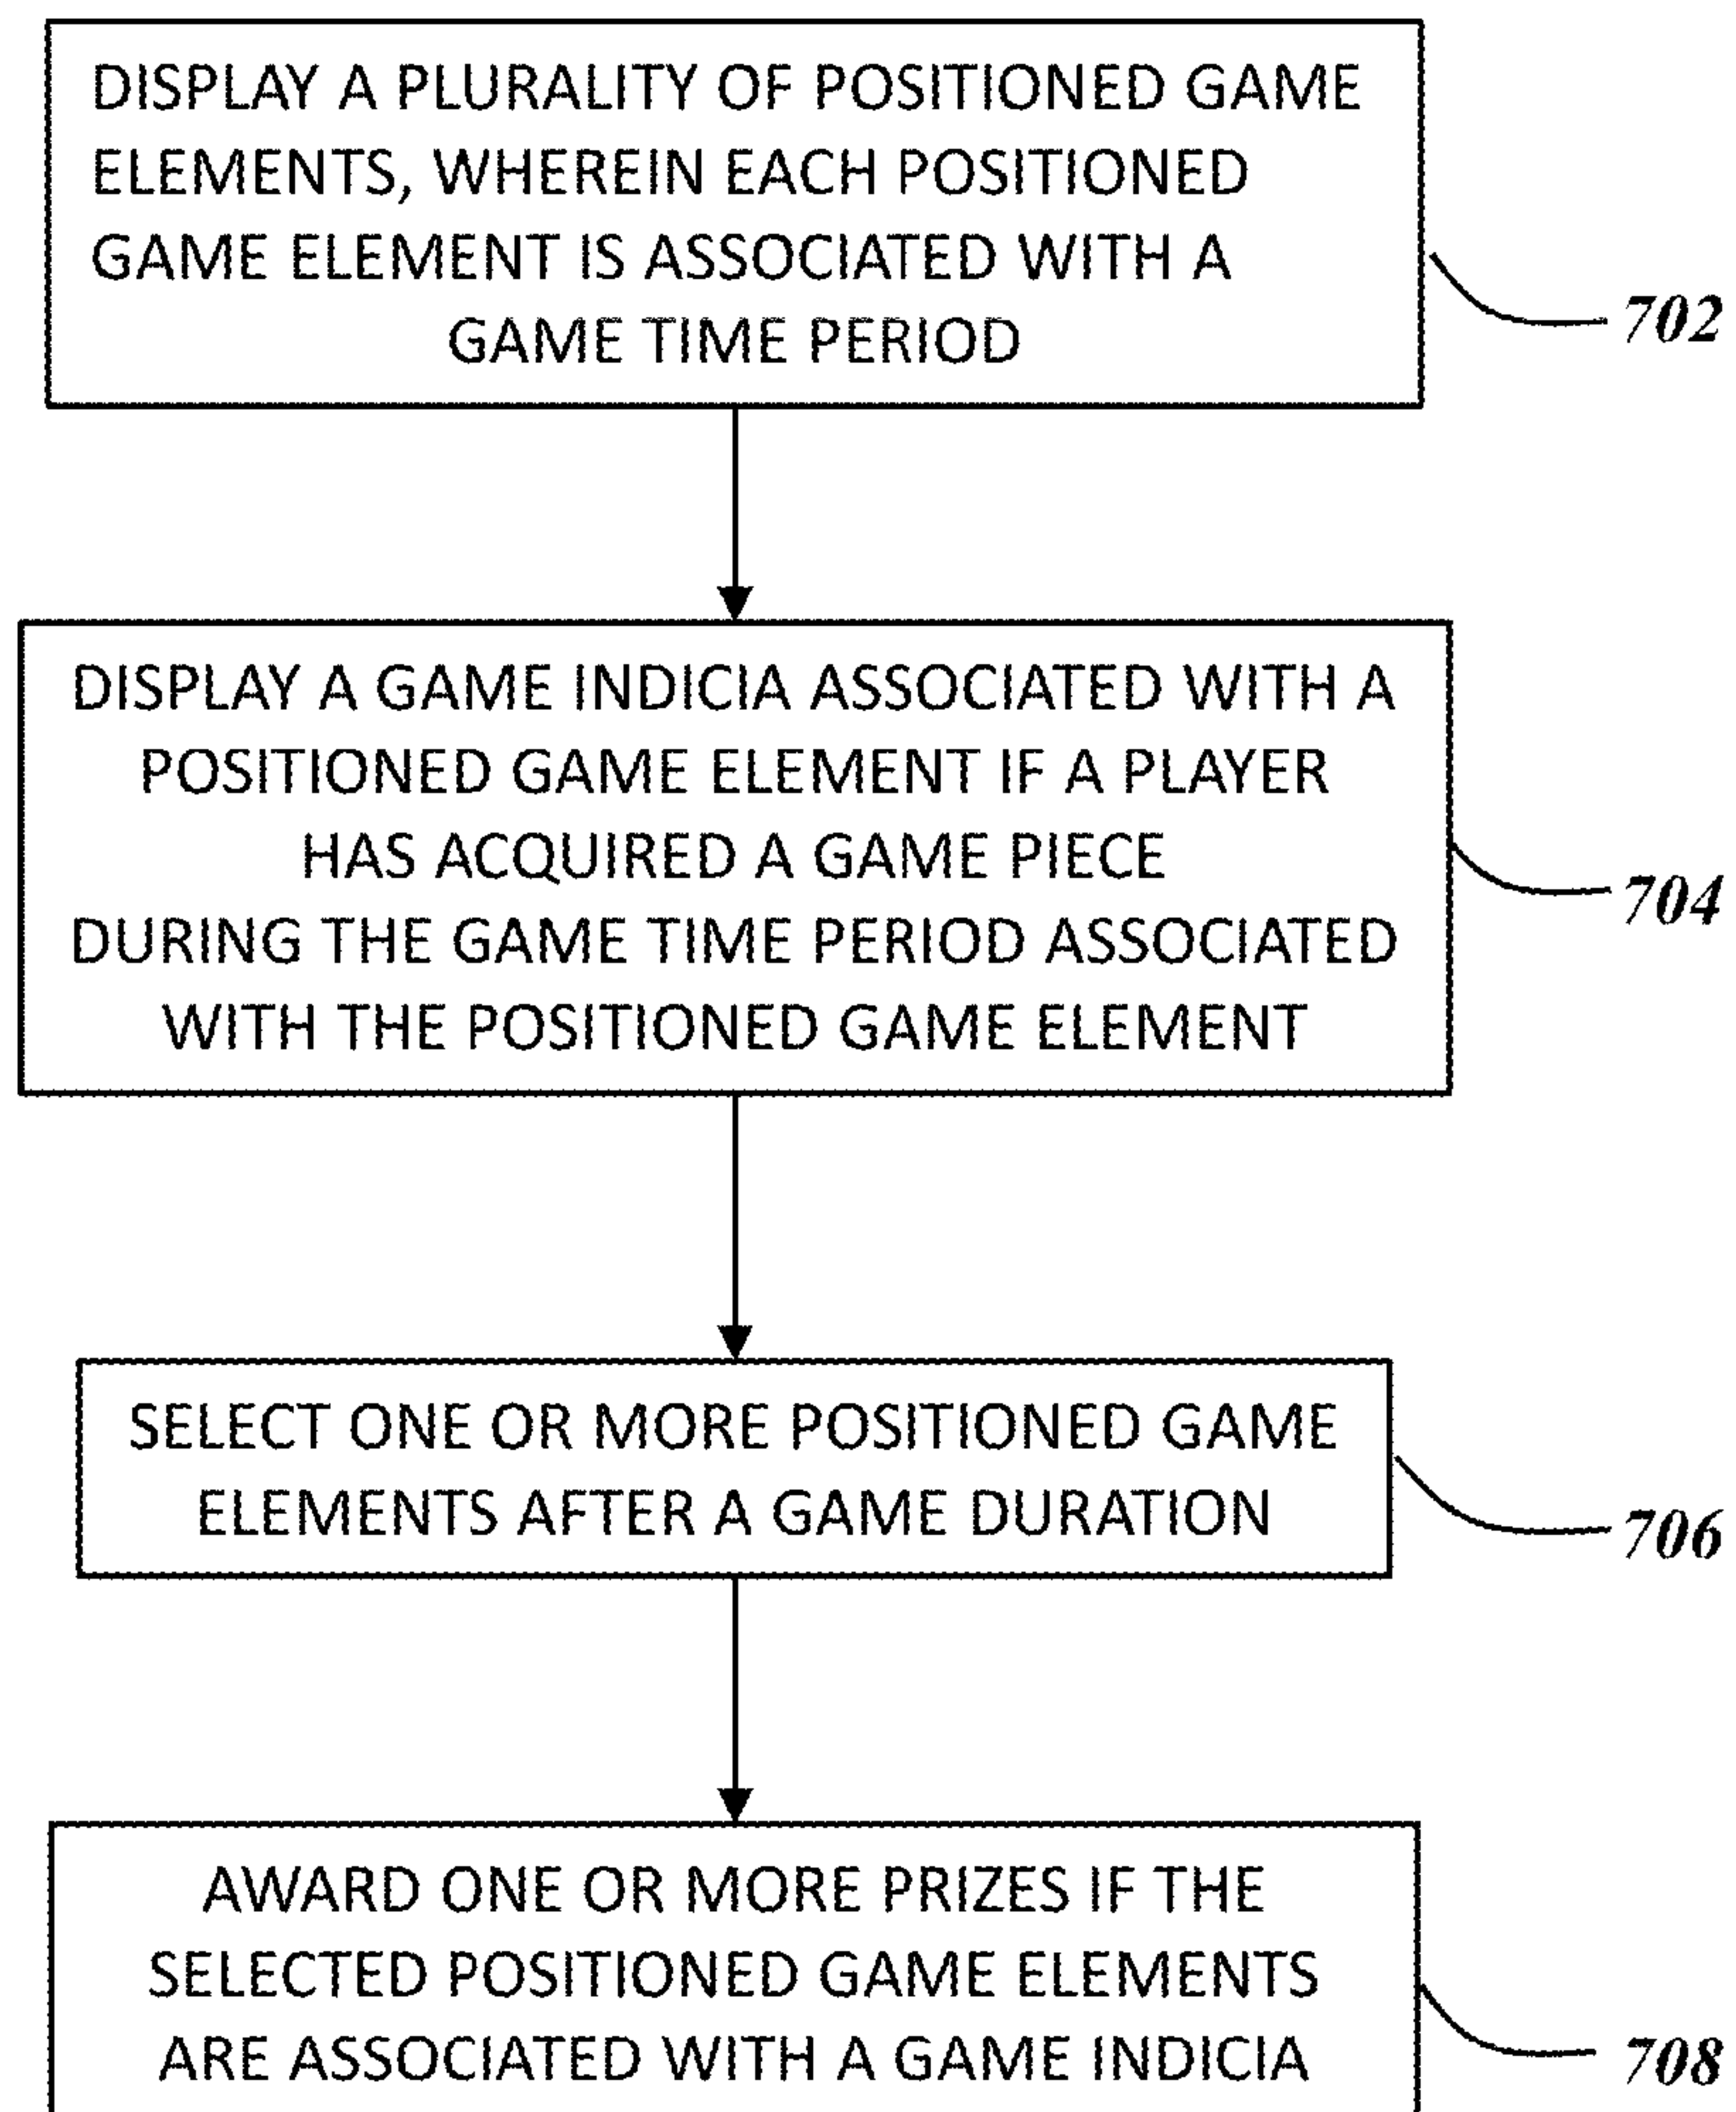 DISPLAY A PLURALITY OF POSITIONED GAME
ELEMENTS, WHEREIN EACH POSITIONED
GAME ELEMENT IS ASSOCIATED WITH A
GAME TIME PERIOD
702
DISPLAY A GAME INDICIA ASSOCIATED WITH A
POSITIONED GAME ELEMENT IF A PLAYER
HAS ACQUIRED A GAME PIECE
DURING THE GAME TIME PERIOD ASSOCIATED
WITH THE POSITIONED GAME ELEMENT
704
SELECT ONE OR MORE POSITIONED GAME
ELEMENTS AFTER A GAME DURATION
706
AWARD ONE OR MORE PRIZES IF THE
SELECTED POSITIONED GAME ELEMENTS
ARE ASSOCIATED WITH A GAME INDICIA
708